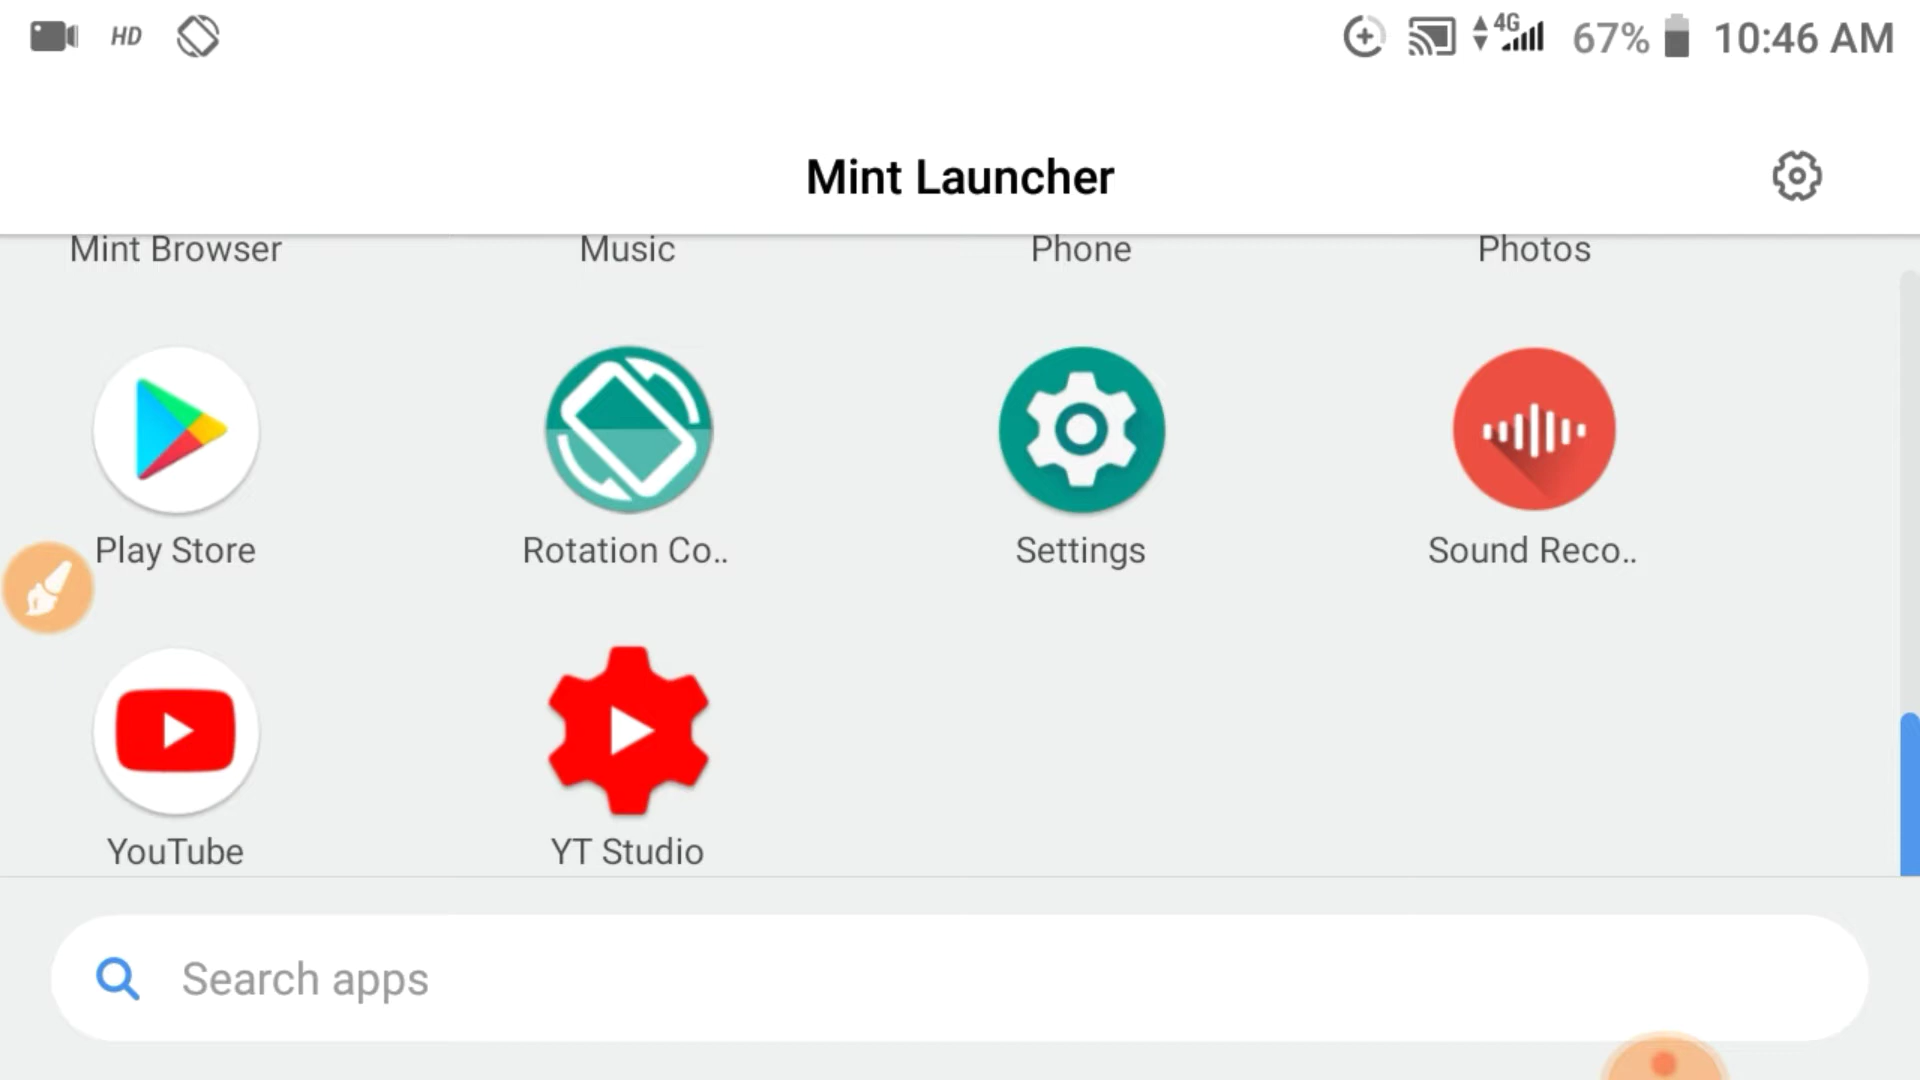 HD 4G 67% 10:46 AM
Mint Launcher
Mint Browser Music Phone Photos
Play Store Rotation Co.. Settings Sound Reco..
YouTube YT Studio
Search apps